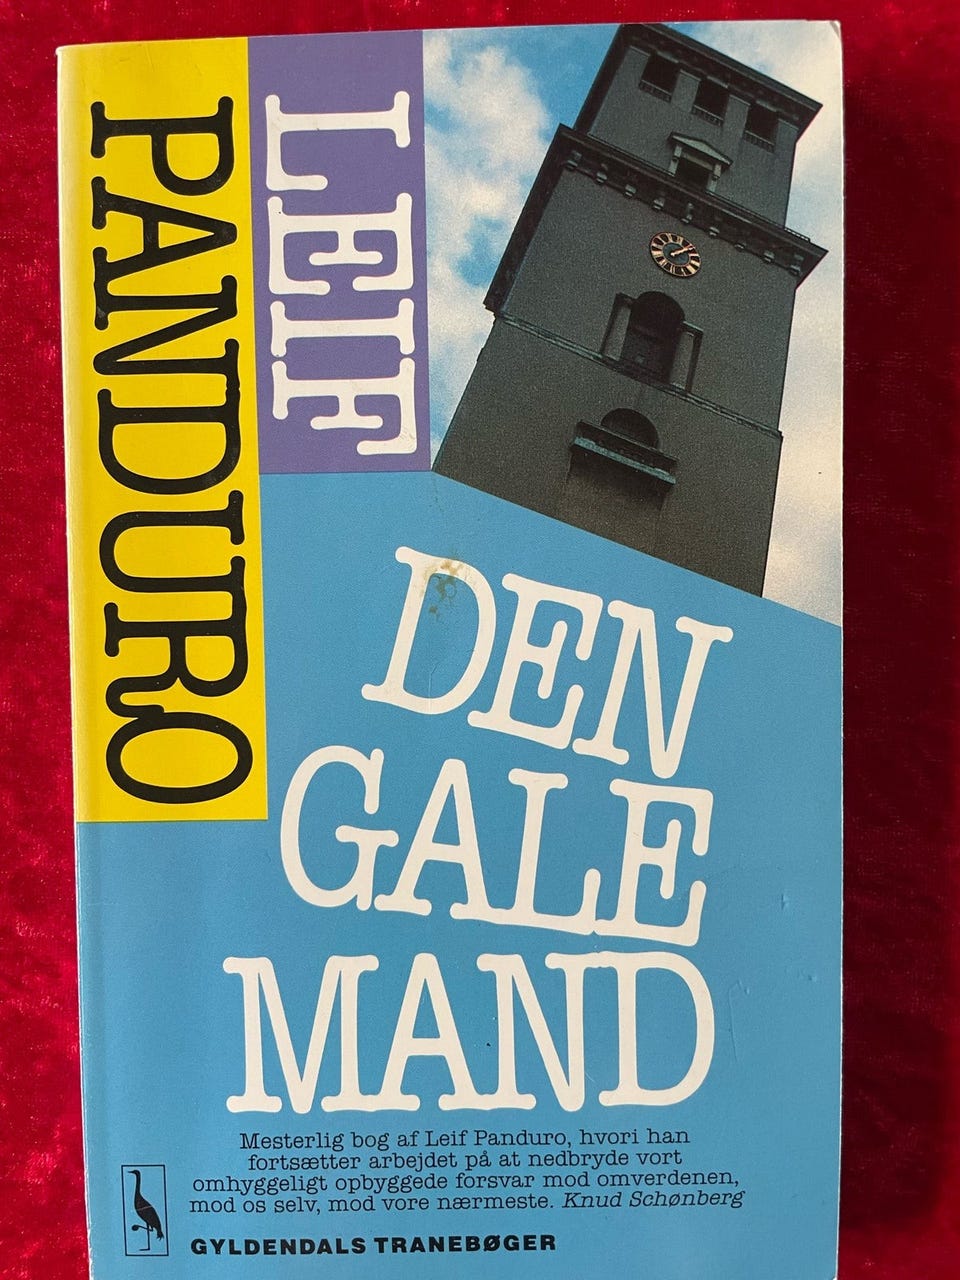 LEIF
PANDURO
DEN
GALE
MAND
Mesterlig bog af Leif Panduro, hvori han
fortsætter arbejdet på at nedbryde vort
omhyggeligt opbyggede forsvar mod omverdenen,
mod os selv, mod vore nærmeste. Knud Schønberg
GYLDENDALS TRANEBØGER